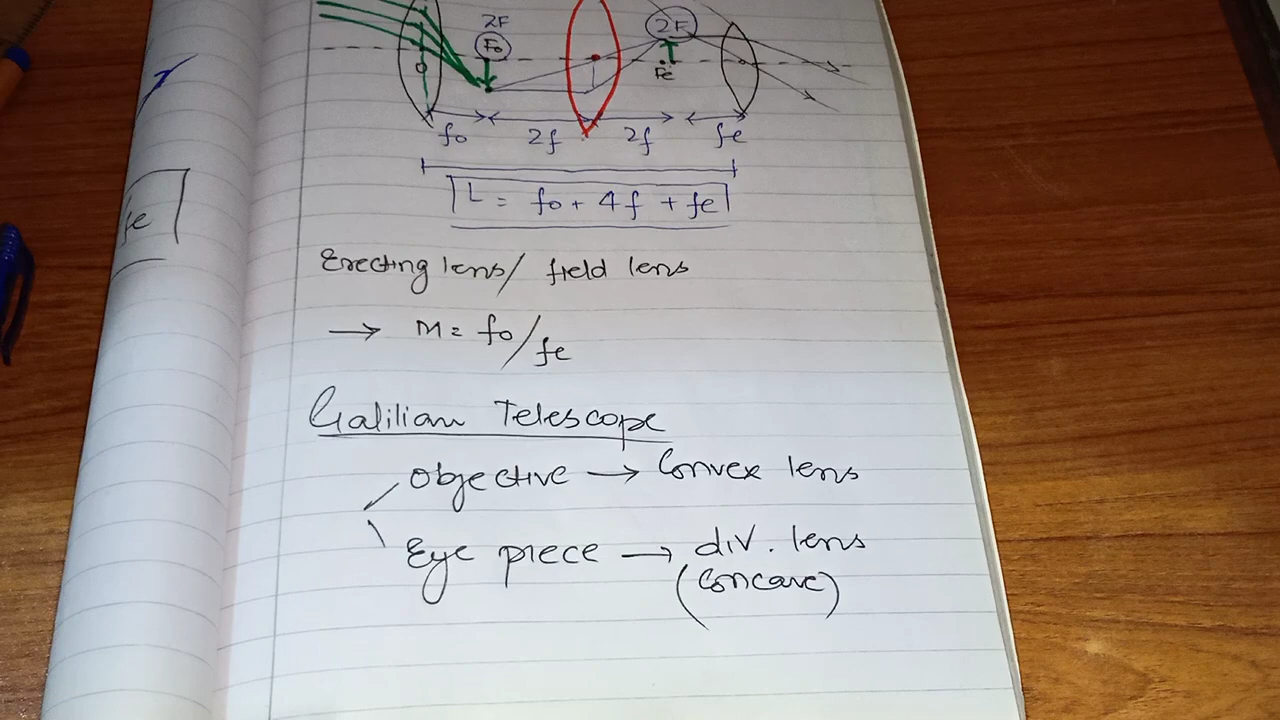 2F
Fo
2F
O
Fe
fo 2f 2f fe
L = fo + 4f + fe
fe
Erecting lens/ field lens
→ M = fo/fe
Galilian Telescope
Objective → Convex lens
Eye piece → div. lens
(Concave)